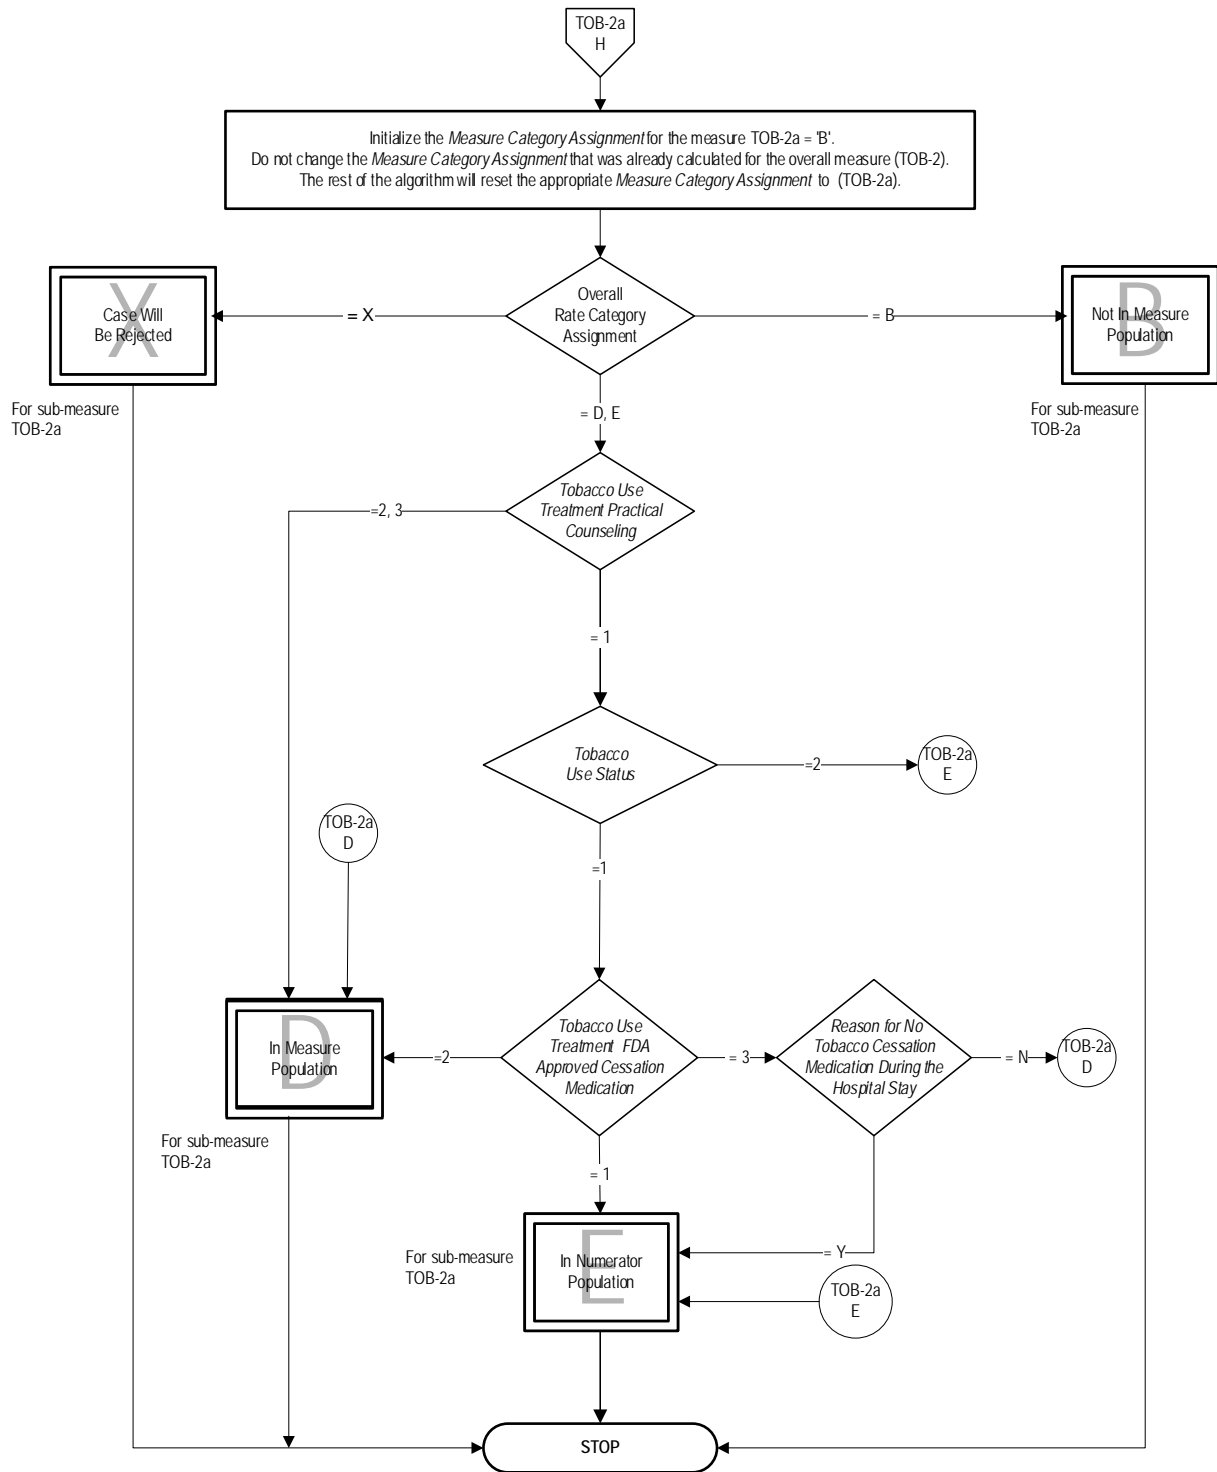 TOB-2a
H
Initialize the Measure Category Assignment for the measure TOB-2a = 'B'.
Do not change the Measure Category Assignment that was already calculated for the overall measure (TOB-2).
The rest of the algorithm will reset the appropriate Measure Category Assignment to (TOB-2a).
X
Case Will
Be Rejected
= X
Overall
Rate Category
Assignment
= B
B
Not In Measure
Population
For sub-measure
TOB-2a
= D, E
For sub-measure
TOB-2a
Tobacco Use
Treatment Practical
Counseling
=2, 3
= 1
Tobacco
Use Status
=2
TOB-2a
E
TOB-2a
D
=1
D
In Measure
Population
=2
Tobacco Use
Treatment FDA
Approved Cessation
Medication
= 3
Reason for No
Tobacco Cessation
Medication During the
Hospital Stay
= N
TOB-2a
D
For sub-measure
TOB-2a
= 1
E
In Numerator
Population
For sub-measure
TOB-2a
= Y
TOB-2a
E
STOP